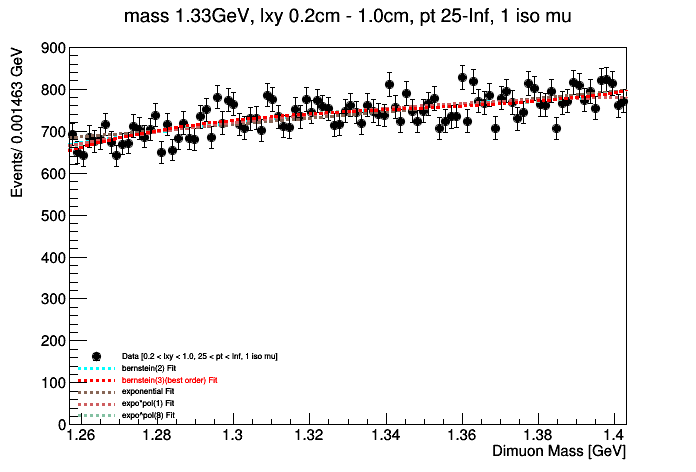 mass 1.33GeV, lxy 0.2cm - 1.0cm, pt 25-Inf, 1 iso mu
Events/ 0.001463 GeV
900
800
700
600
500
400
300
200
100
0
Data [0.2 < lxy < 1.0, 25 < pt < Inf, 1 iso mu]
bernstein(2) Fit
bernstein(3)(best order) Fit
exponential Fit
expo*pol(1) Fit
expo^pol(8) Fit
1.26 1.28 1.3 1.32 1.34 1.36 1.38 1.4
Dimuon Mass [GeV]